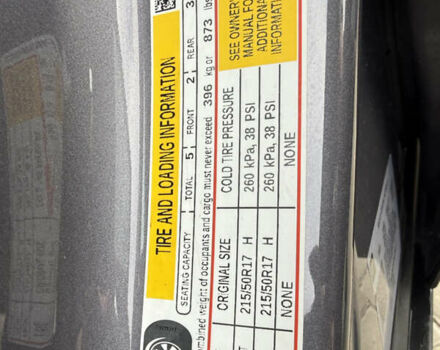 TIRE AND LOADING INFORMATION
SEATING CAPACITY TOTAL 5 FRONT 2 REAR 3
combined weight of occupants and cargo must never exceed 396 kg or 873 lbs
ORIGINAL SIZE COLD TIRE PRESSURE SEE OWNER'S
MANUAL FOR
ADDITIONAL
INFORMATION
215/50R17 H 260 kPa, 38 PSI
215/50R17 H 260 kPa, 38 PSI
NONE NONE